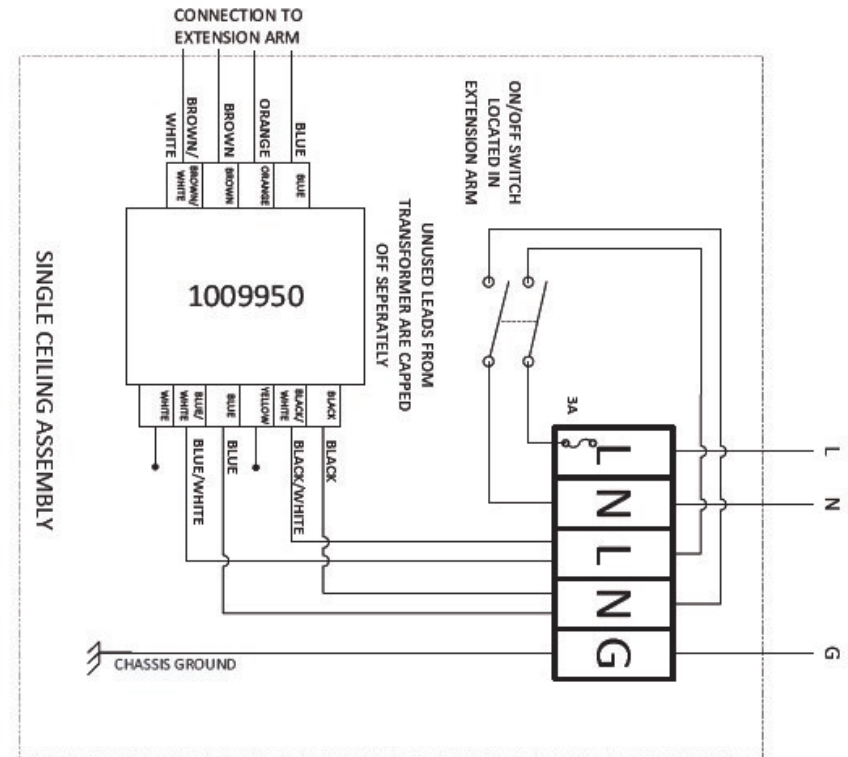 CONNECTION TO
EXTENSION ARM
BROWN/
WHITE
BROWN
ORANGE
BLUE
BROWN/
WHITE
BROWN
ORANGE
BLUE
1009950
UNUSED LEADS FROM
TRANSFORMER ARE CAPPED
OFF SEPERATELY
ON/OFF SWITCH
LOCATED IN
EXTENSION ARM
WHITE
BLUE/
WHITE
BLUE
YELLOW
BLACK/
WHITE
BLACK
BLUE/WHITE
BLUE
BLACK/WHITE
BLACK
3A
L
N
L
N
G
L
N
G
CHASSIS GROUND
SINGLE CEILING ASSEMBLY